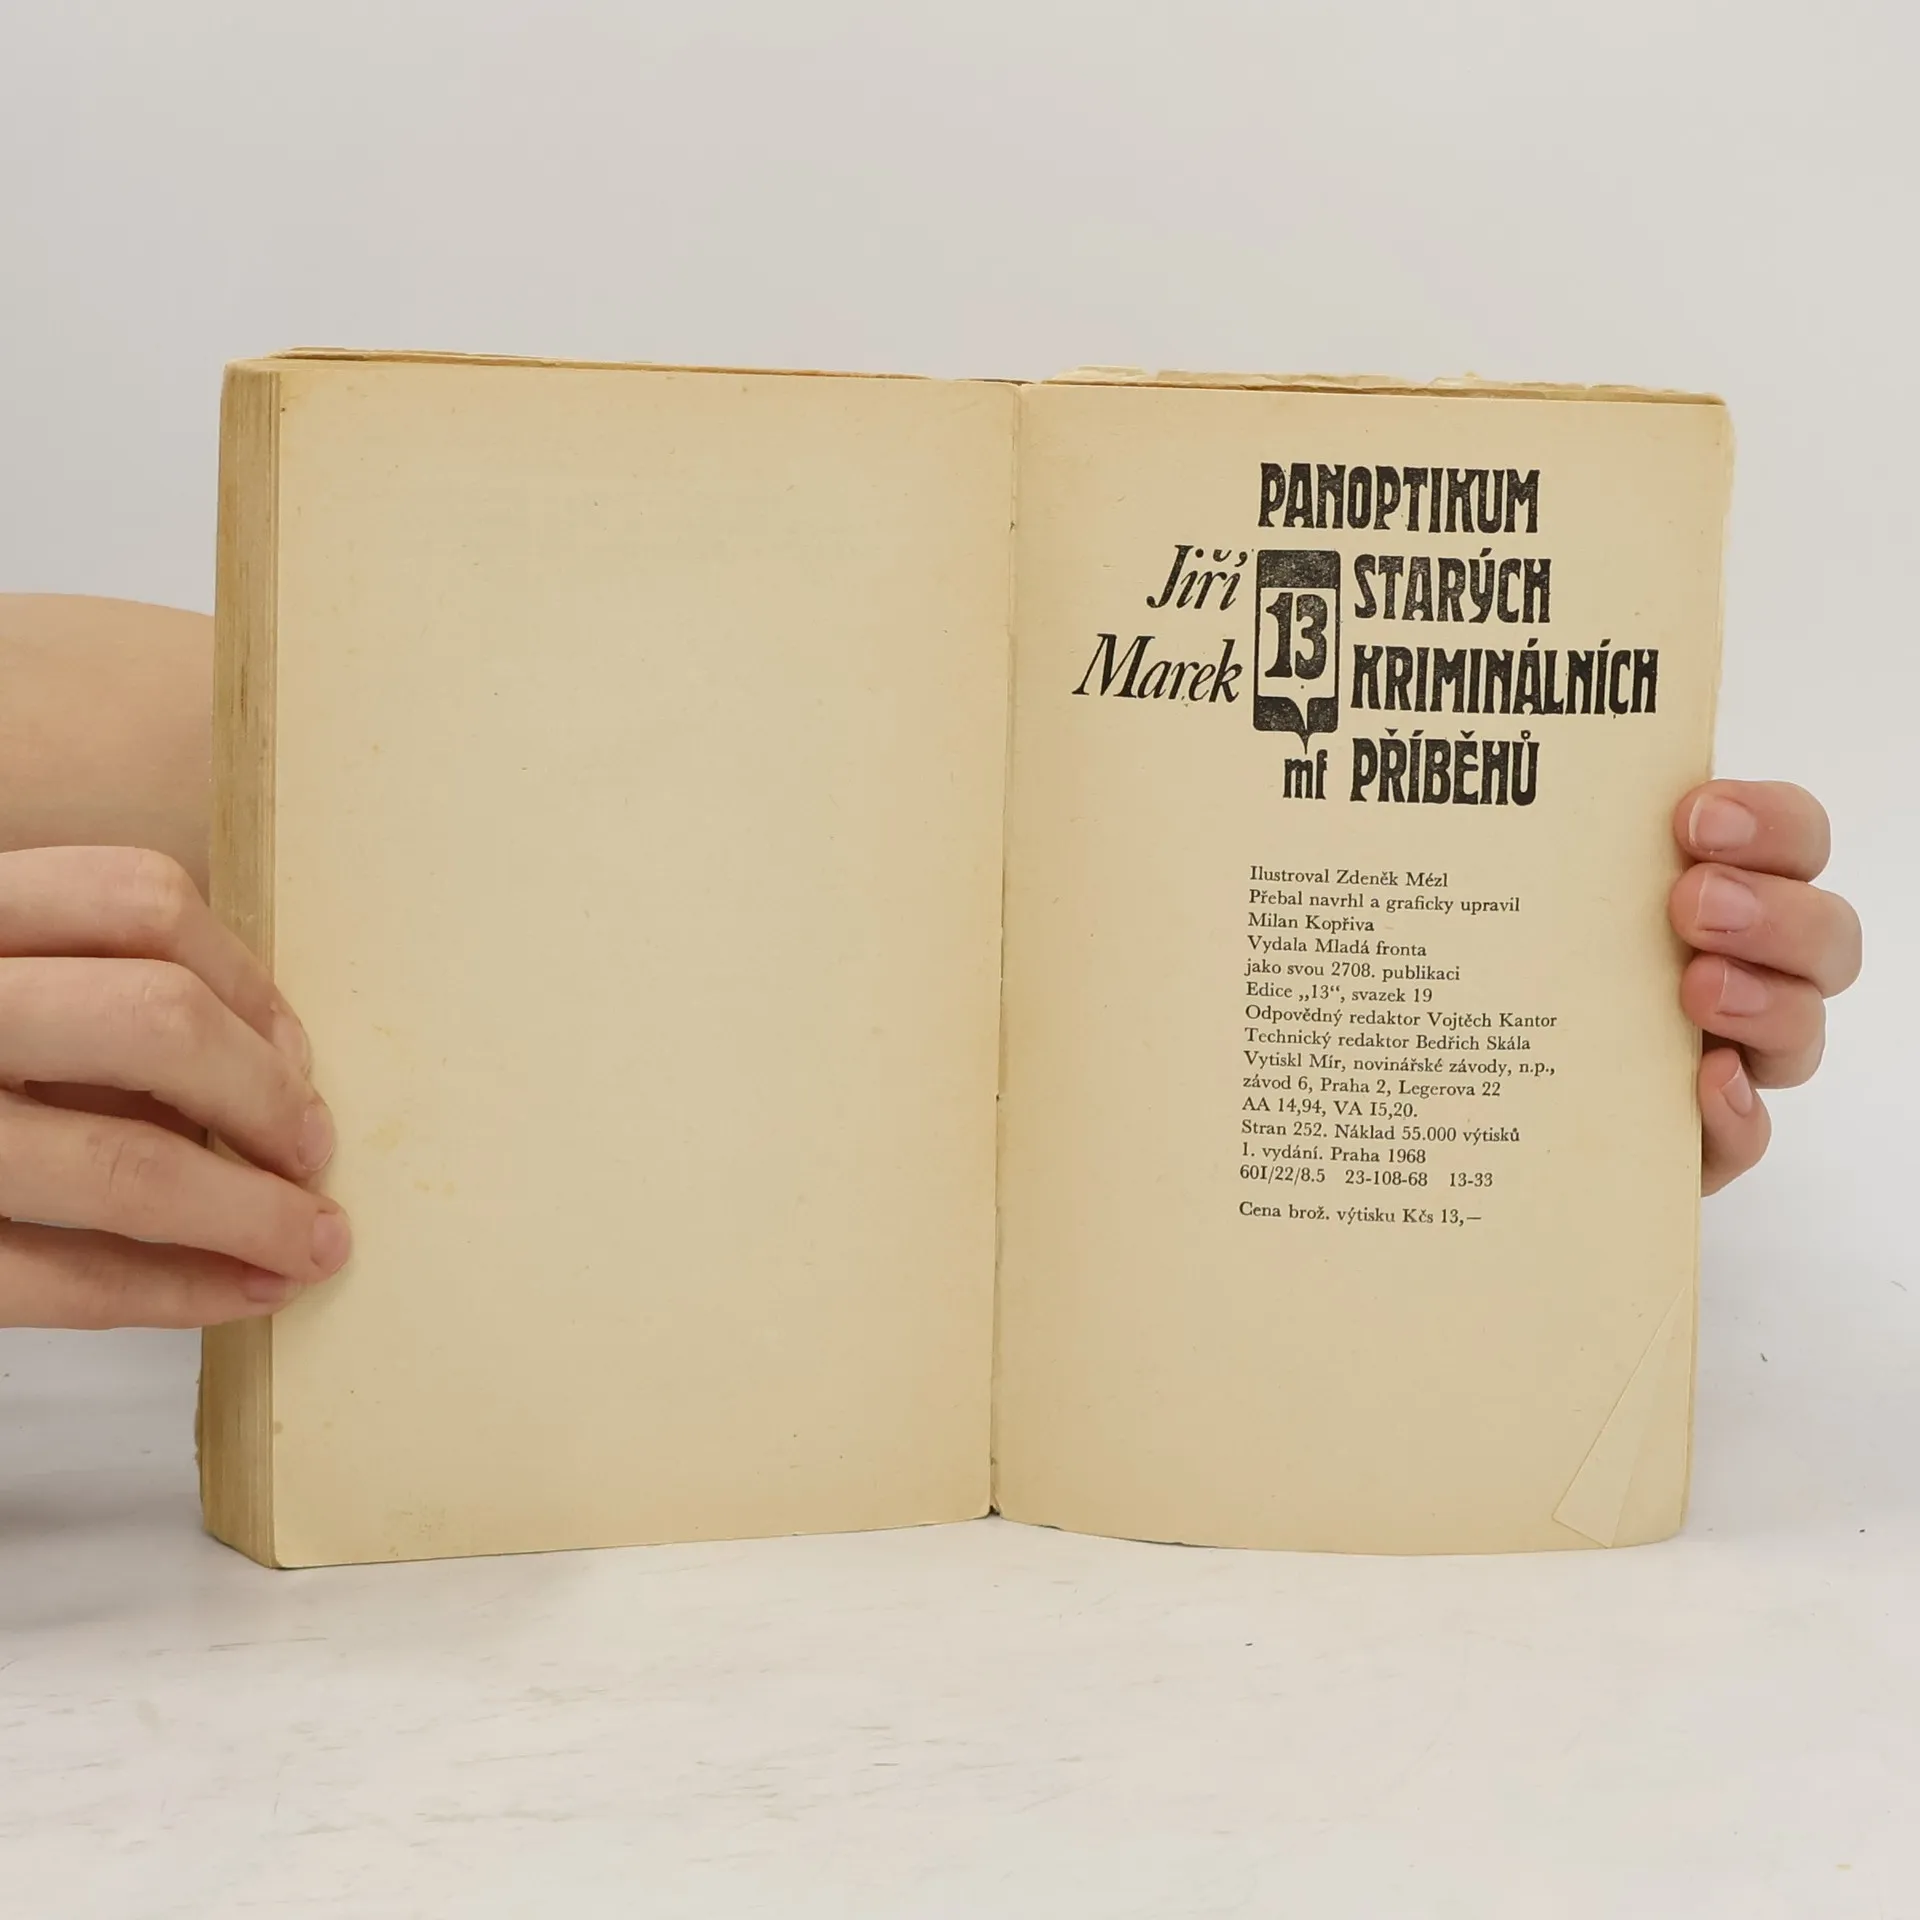 PANOPTIKUM
Jiří 13 STARÝCH
Marek KRIMINÁLNÍCH
mf PŘÍBĚHŮ
Ilustroval Zdeněk Mézl
Přebal navrhl a graficky upravil
Milan Kopřiva
Vydala Mladá fronta
jako svou 2708. publikaci
Edice „13“, svazek 19
Odpovědný redaktor Vojtěch Kantor
Technický redaktor Bedřich Skála
Vytiskl Mír, novinářské závody, n.p.,
závod 6, Praha 2, Legerova 22
AA 14,94, VA 15,20.
Stran 252. Náklad 55.000 výtisků
1. vydání. Praha 1968
601/22/8.5 23-108-68 13-33
Cena brož. výtisku Kčs 13,—